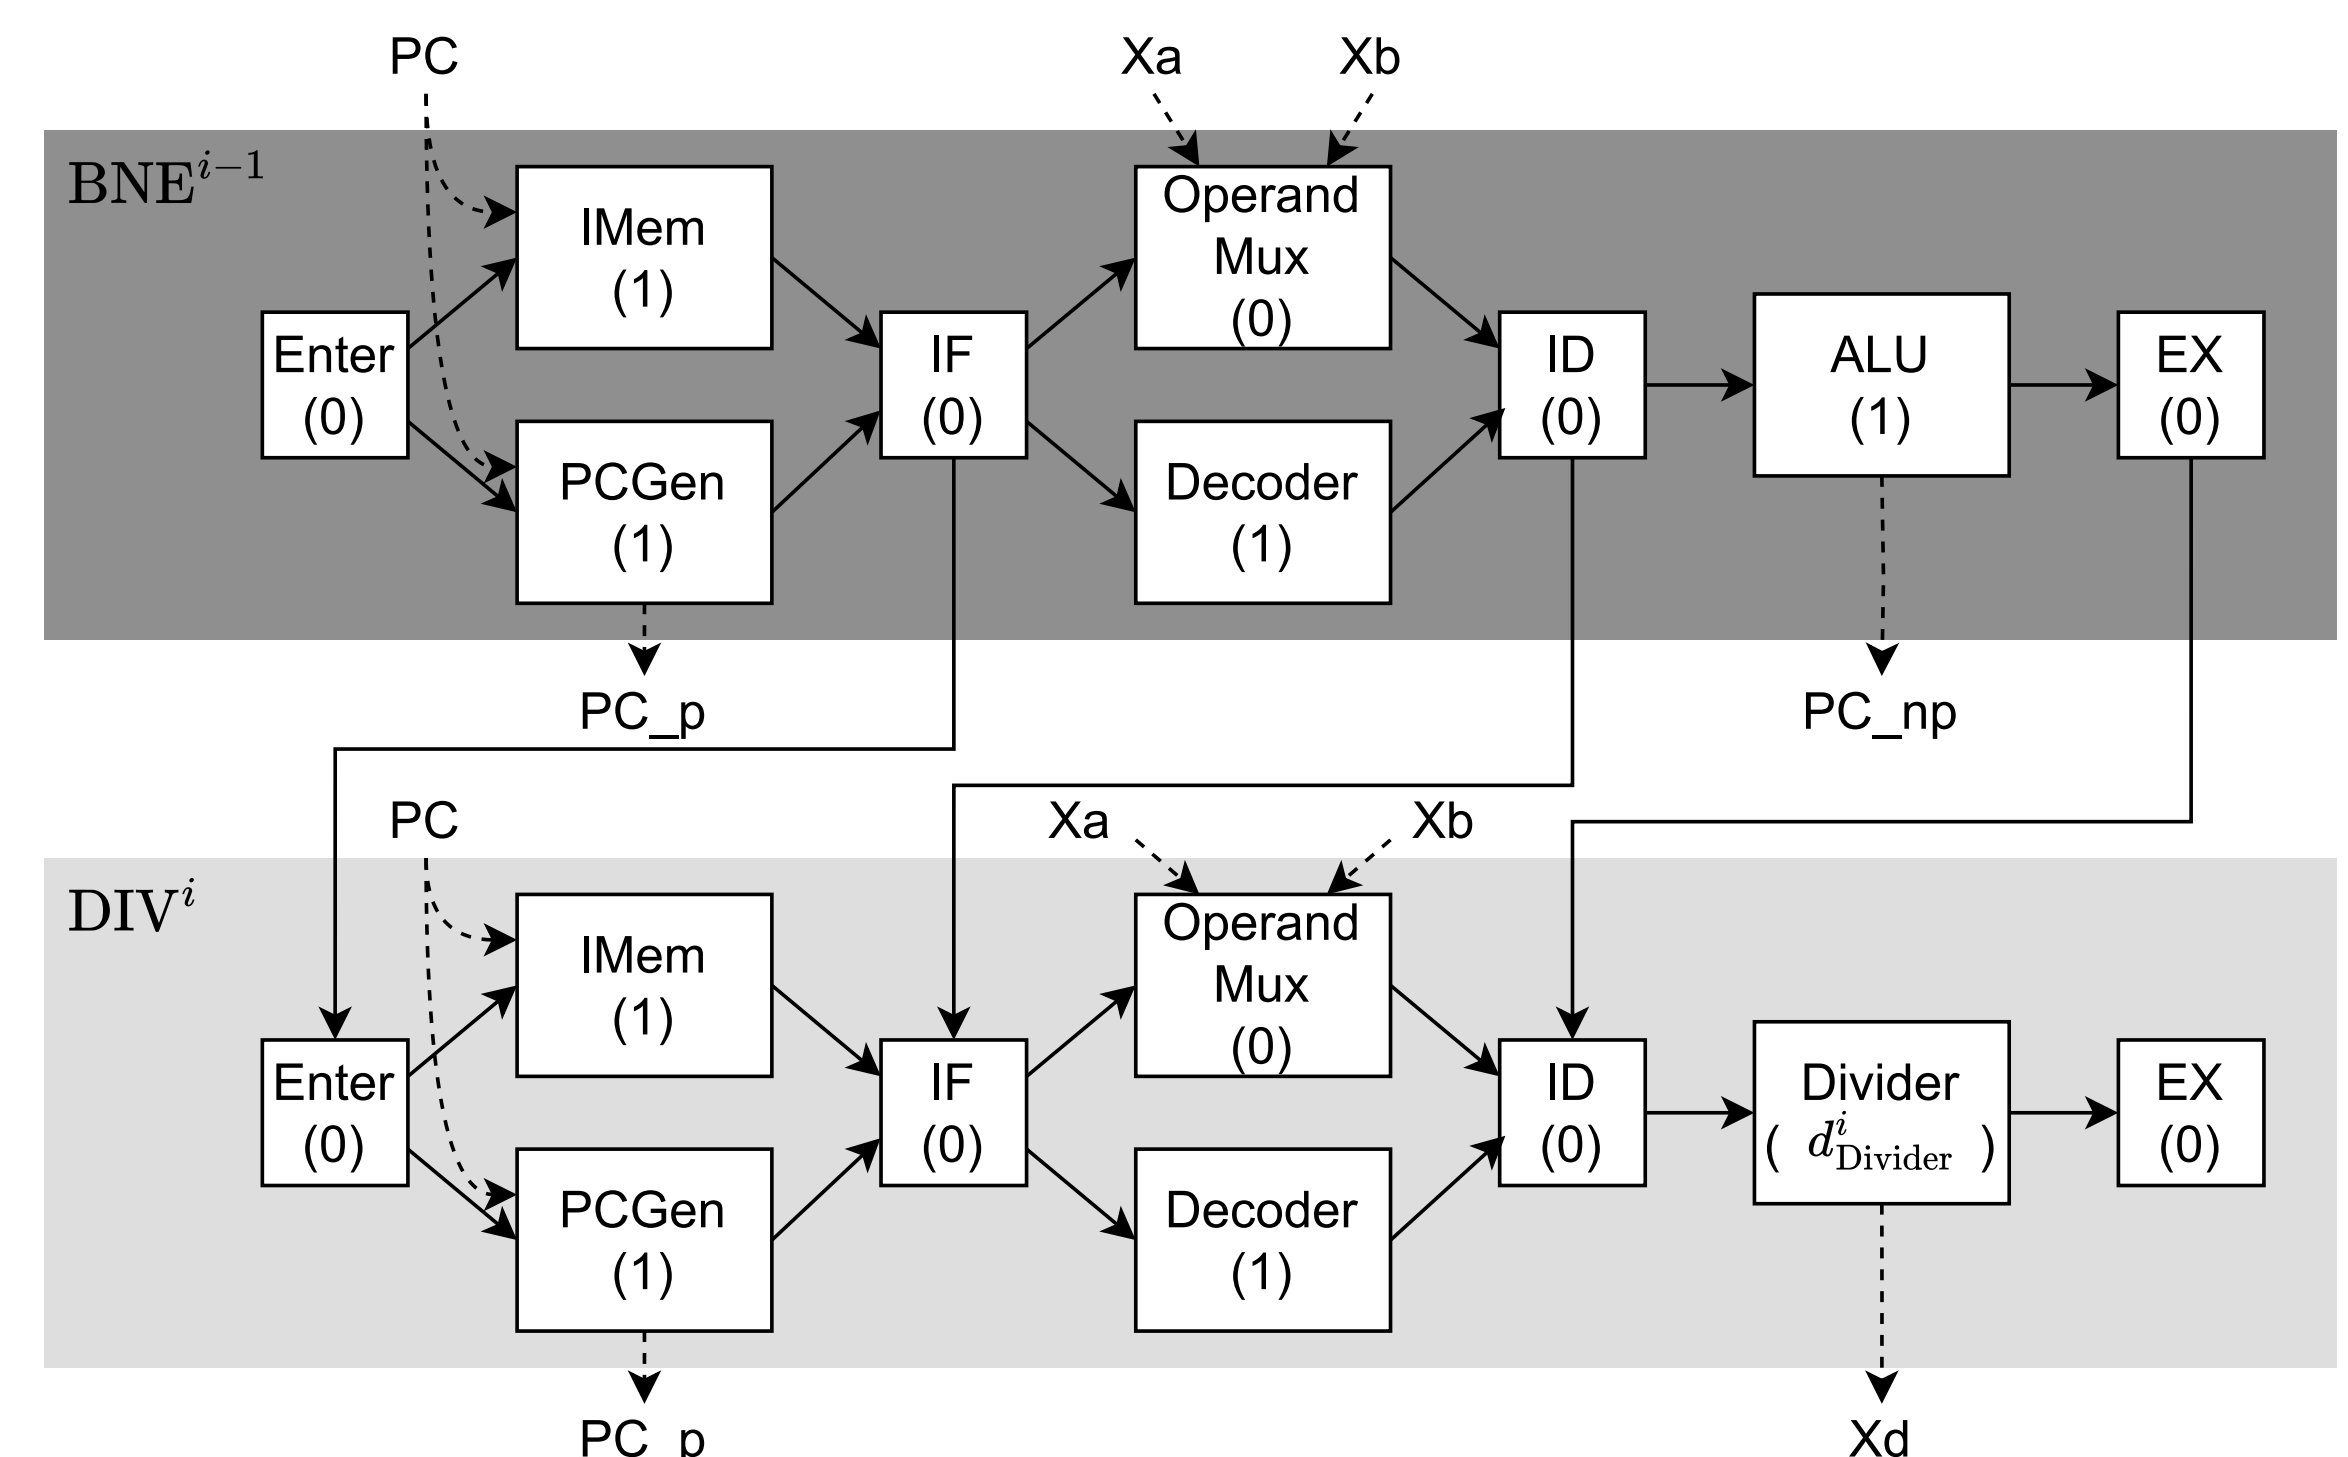 PC
Xa
Xb
BNE^{i−1}
IMem
(1)
Operand
Mux
(0)
Enter
(0)
IF
(0)
ID
(0)
ALU
(1)
EX
(0)
PCGen
(1)
Decoder
(1)
PC_p
PC_np
PC
Xa
Xb
DIV^i
IMem
(1)
Operand
Mux
(0)
Enter
(0)
IF
(0)
ID
(0)
Divider
( d^i_{Divider} )
EX
(0)
PCGen
(1)
Decoder
(1)
PC_p
Xd